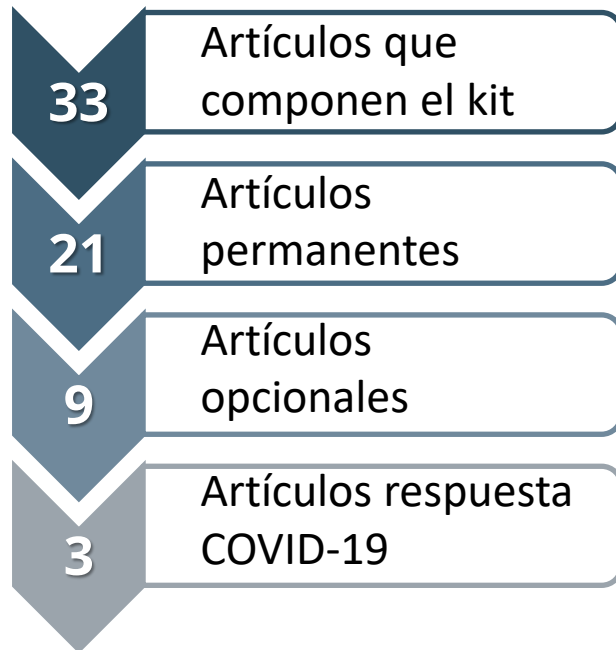 33
Artículos que
componen el kit
21
Artículos
permanentes
9
Artículos
opcionales
3
Artículos respuesta
COVID-19